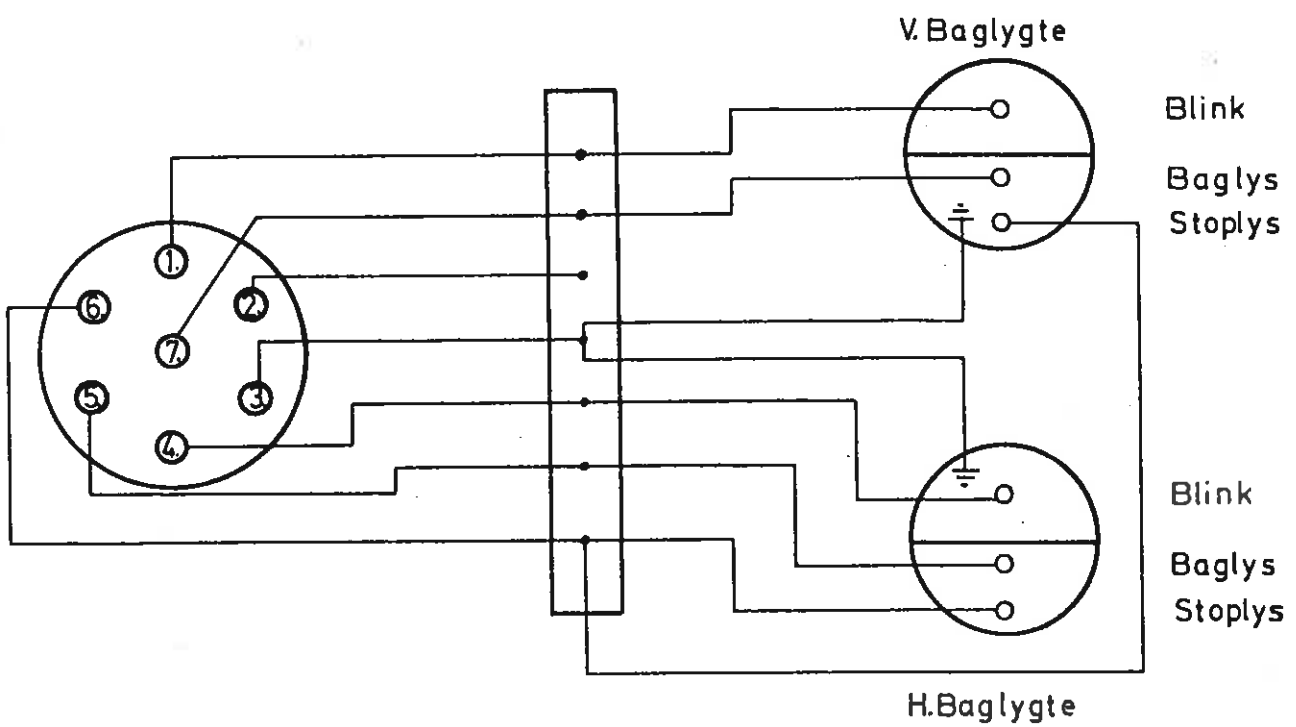 V. Baglygte
Blink
Baglys
Stoplys
1.
6.
2.
7.
5.
3.
4.
Blink
Baglys
Stoplys
H. Baglygte